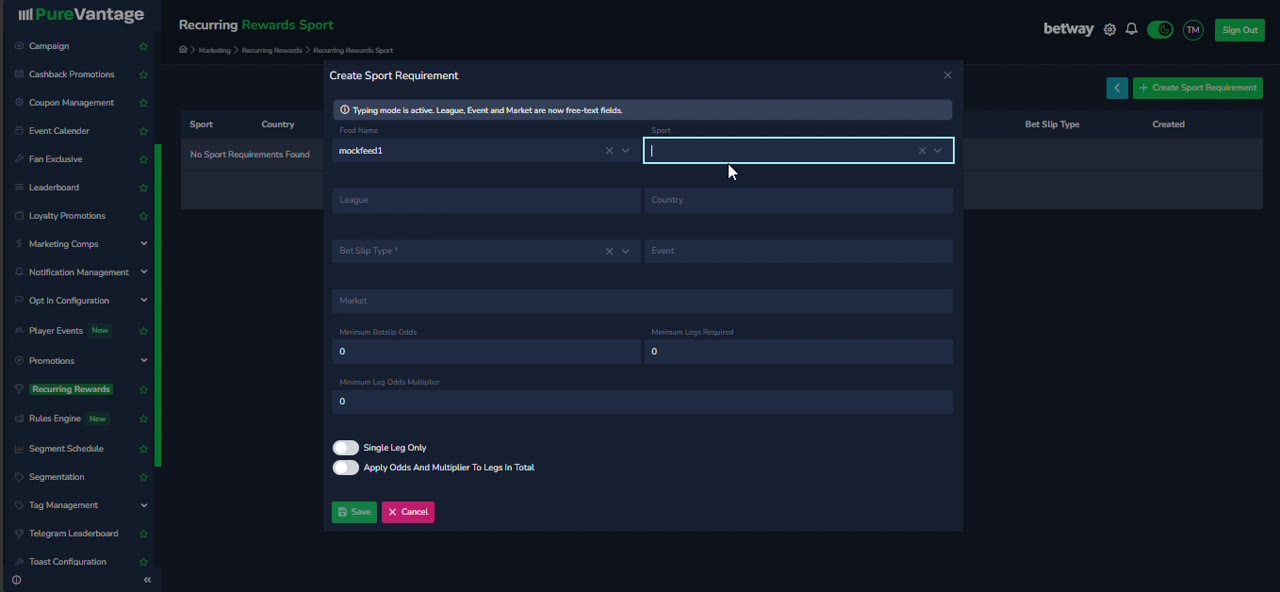 PureVantage
Campaign
Cashback Promotions
Coupon Management
Event Calender
Fan Exclusive
Leaderboard
Loyalty Promotions
Marketing Comps
Notification Management
Opt In Configuration
Player Events New
Promotions
Recurring Rewards
Rules Engine New
Segment Schedule
Segmentation
Tag Management
Telegram Leaderboard
Toast Configuration
Recurring Rewards Sport
Marketing > Recurring Rewards > Recurring Rewards Sport
betway
TM
Sign Out
+ Create Sport Requirement
Sport Country Bet Slip Type Created
No Sport Requirements Found
Create Sport Requirement
Typing mode is active. League, Event and Market are now free-text fields.
Feed Name Sport
mockfeed1
League Country
Bet Slip Type * Event
Market
Minimum Betslip Odds Minimum Legs Required
0 0
Minimum Leg Odds Multiplier
0
Single Leg Only
Apply Odds And Multiplier To Legs In Total
Save Cancel